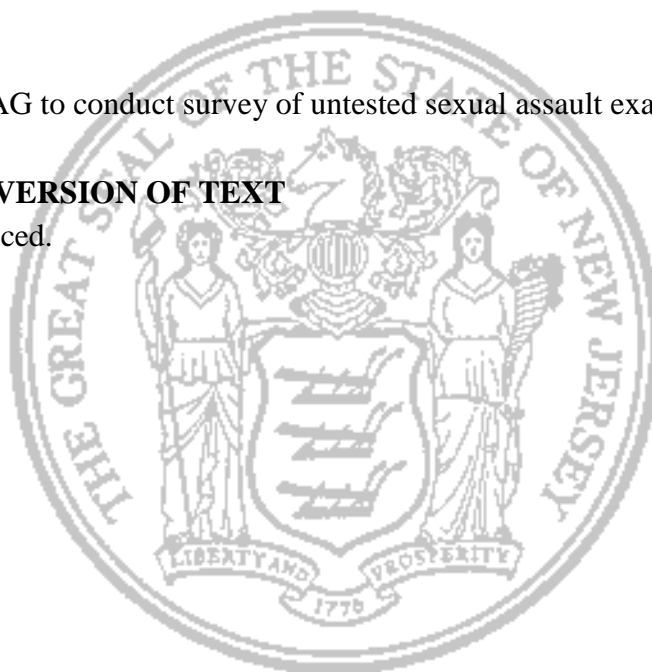 AG to conduct survey of untested sexual assault exa
VERSION OF TEXT
ced.
THE GREAT SEAL OF THE STATE OF NEW JERSEY
LIBERTY AND PROSPERITY
1776